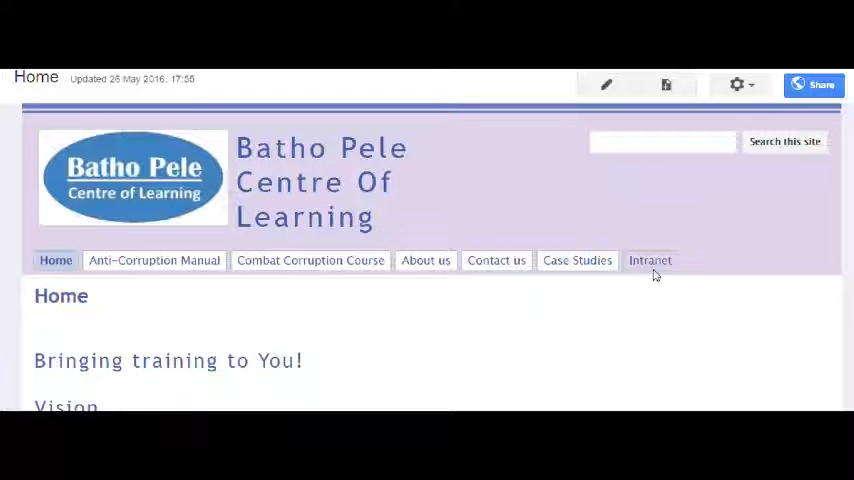 Home Updated 26 May 2016, 17:55
Share
Batho Pele
Centre of Learning
Batho Pele
Centre Of
Learning
Search this site
Home Anti-Corruption Manual Combat Corruption Course About us Contact us Case Studies Intranet
Home
Bringing training to You!
Vision